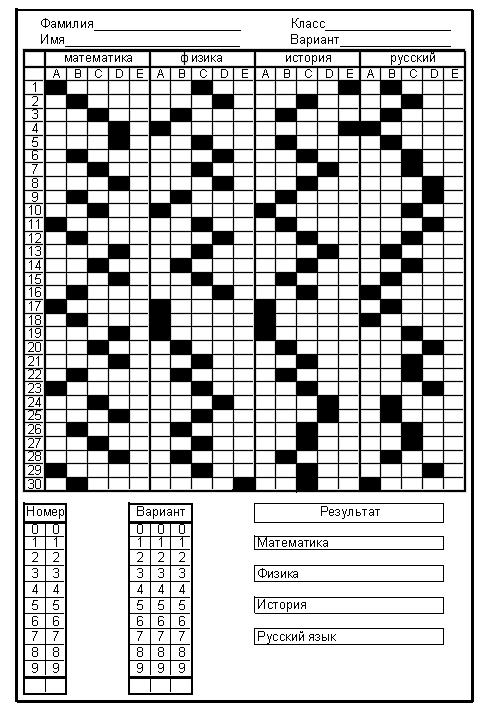 Фамилия Класс
Имя Вариант
математика физика история русский
A B C D E A B C D E A B C D E A B C D E
1
2
3
4
5
6
7
8
9
10
11
12
13
14
15
16
17
18
19
20
21
22
23
24
25
26
27
28
29
30
Номер Вариант Результат
0 0 0 0 0
1 1 1 1 1 Математика
2 2 2 2 2
3 3 3 3 3 Физика
4 4 4 4 4
5 5 5 5 5 История
6 6 6 6 6
7 7 7 7 7 Русский язык
8 8 8 8 8
9 9 9 9 9